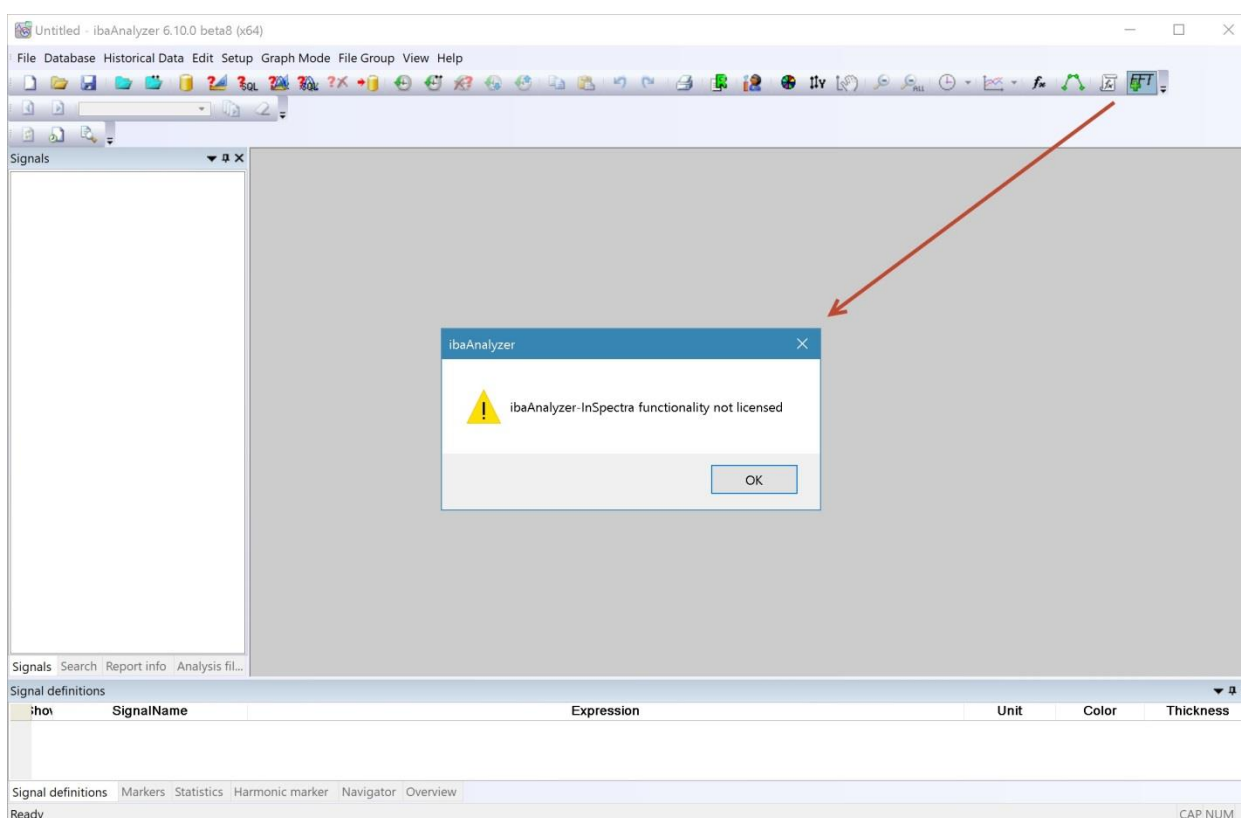 Untitled - ibaAnalyzer 6.10.0 beta8 (x64)
File Database Historical Data Edit Setup Graph Mode File Group View Help
FFT
Signals
ibaAnalyzer
ibaAnalyzer-InSpectra functionality not licensed
OK
Signals Search Report info Analysis fil...
Signal definitions
SignalName Expression Unit Color Thickness
Signal definitions Markers Statistics Harmonic marker Navigator Overview
Ready CAP NUM